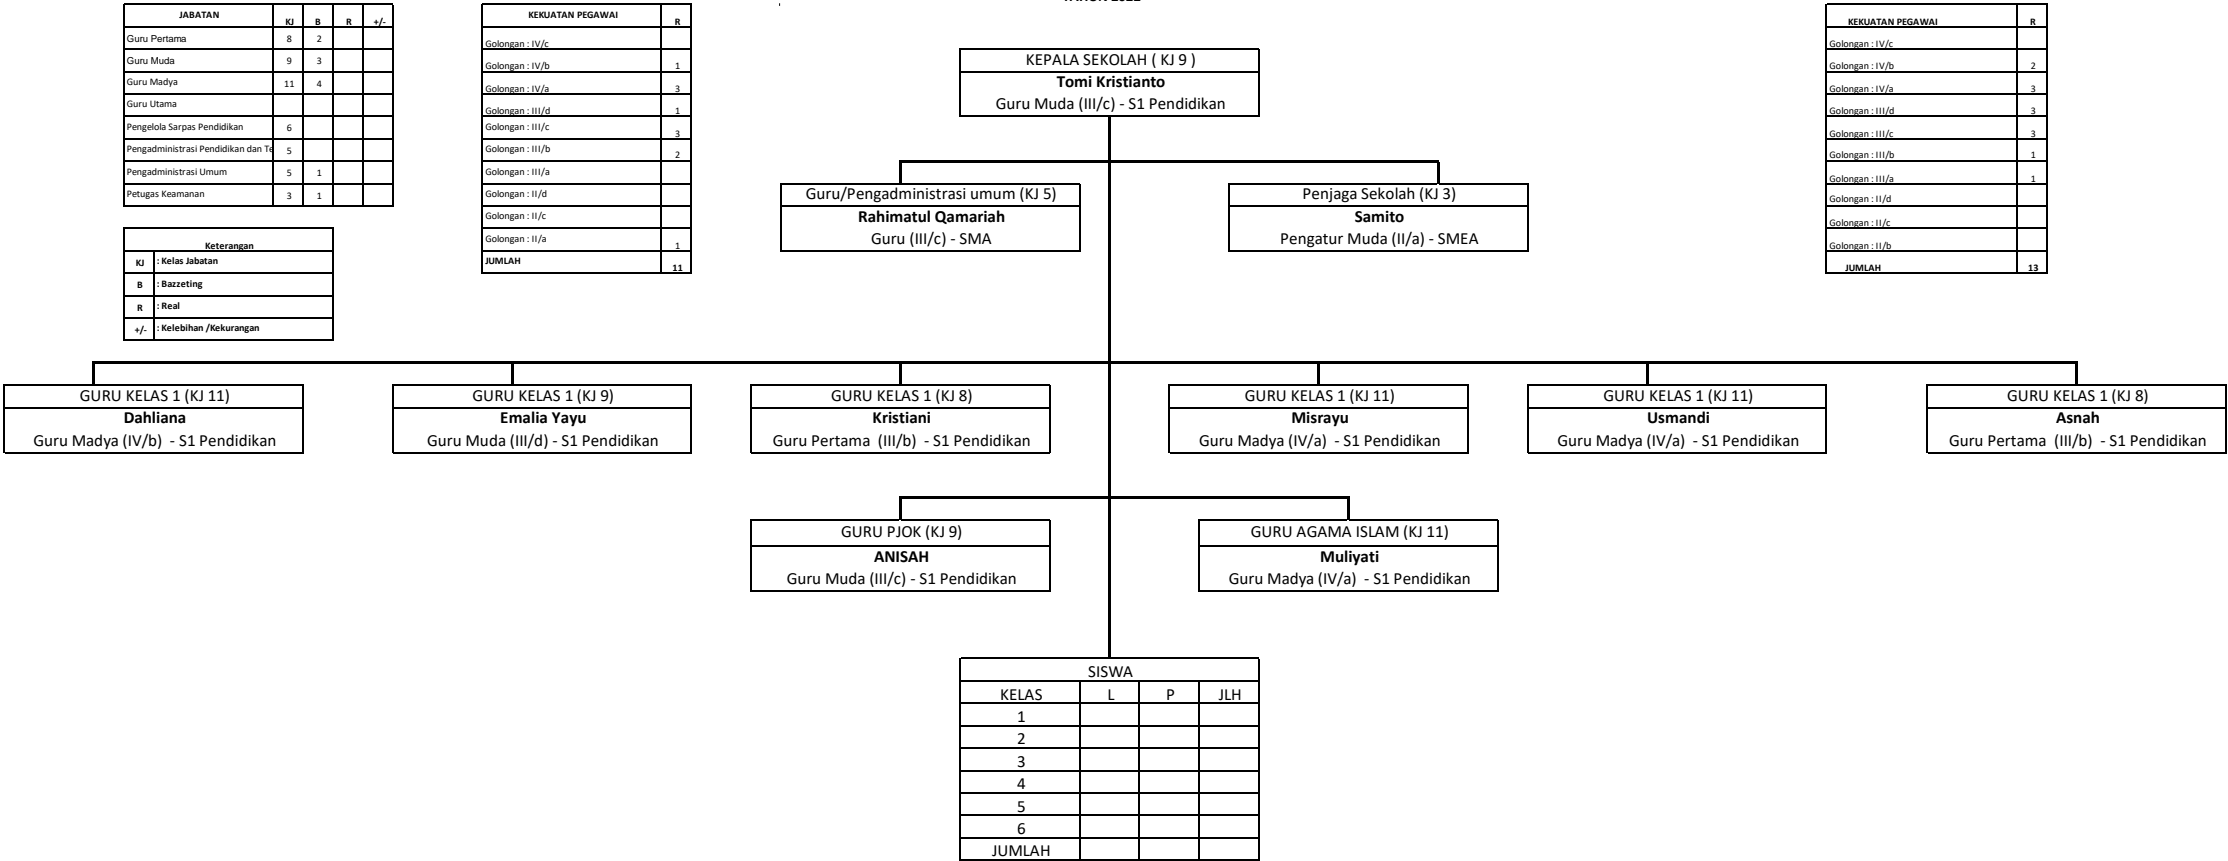 TAHUN 2022
JABATAN KJ B R +/-
Guru Pertama 8 2
Guru Muda 9 3
Guru Madya 11 4
Guru Utama
Pengelola Sarpas Pendidikan 6
Pengadministrasi Pendidikan dan Te 5
Pengadministrasi Umum 5 1
Petugas Keamanan 3 1
Keterangan
KJ : Kelas Jabatan
B : Bazzeting
R : Real
+/- : Kelebihan /Kekurangan
KEKUATAN PEGAWAI R
Golongan : IV/c
Golongan : IV/b 1
Golongan : IV/a 3
Golongan : III/d 1
Golongan : III/c 3
Golongan : III/b 2
Golongan : III/a
Golongan : II/d
Golongan : II/c
Golongan : II/a 1
JUMLAH 11
KEPALA SEKOLAH ( KJ 9 )
Tomi Kristianto
Guru Muda (III/c) - S1 Pendidikan
Guru/Pengadministrasi umum (KJ 5)
Rahimatul Qamariah
Guru (III/c) - SMA
Penjaga Sekolah (KJ 3)
Samito
Pengatur Muda (II/a) - SMEA
KEKUATAN PEGAWAI R
Golongan : IV/c
Golongan : IV/b 2
Golongan : IV/a 3
Golongan : III/d 3
Golongan : III/c 3
Golongan : III/b 1
Golongan : III/a 1
Golongan : II/d
Golongan : II/c
Golongan : II/b
JUMLAH 13
GURU KELAS 1 (KJ 11)
Dahliana
Guru Madya (IV/b) - S1 Pendidikan
GURU KELAS 1 (KJ 9)
Emalia Yayu
Guru Muda (III/d) - S1 Pendidikan
GURU KELAS 1 (KJ 8)
Kristiani
Guru Pertama (III/b) - S1 Pendidikan
GURU KELAS 1 (KJ 11)
Misrayu
Guru Madya (IV/a) - S1 Pendidikan
GURU KELAS 1 (KJ 11)
Usmandi
Guru Madya (IV/a) - S1 Pendidikan
GURU KELAS 1 (KJ 8)
Asnah
Guru Pertama (III/b) - S1 Pendidikan
GURU PJOK (KJ 9)
ANISAH
Guru Muda (III/c) - S1 Pendidikan
GURU AGAMA ISLAM (KJ 11)
Muliyati
Guru Madya (IV/a) - S1 Pendidikan
SISWA
KELAS L P JLH
1
2
3
4
5
6
JUMLAH